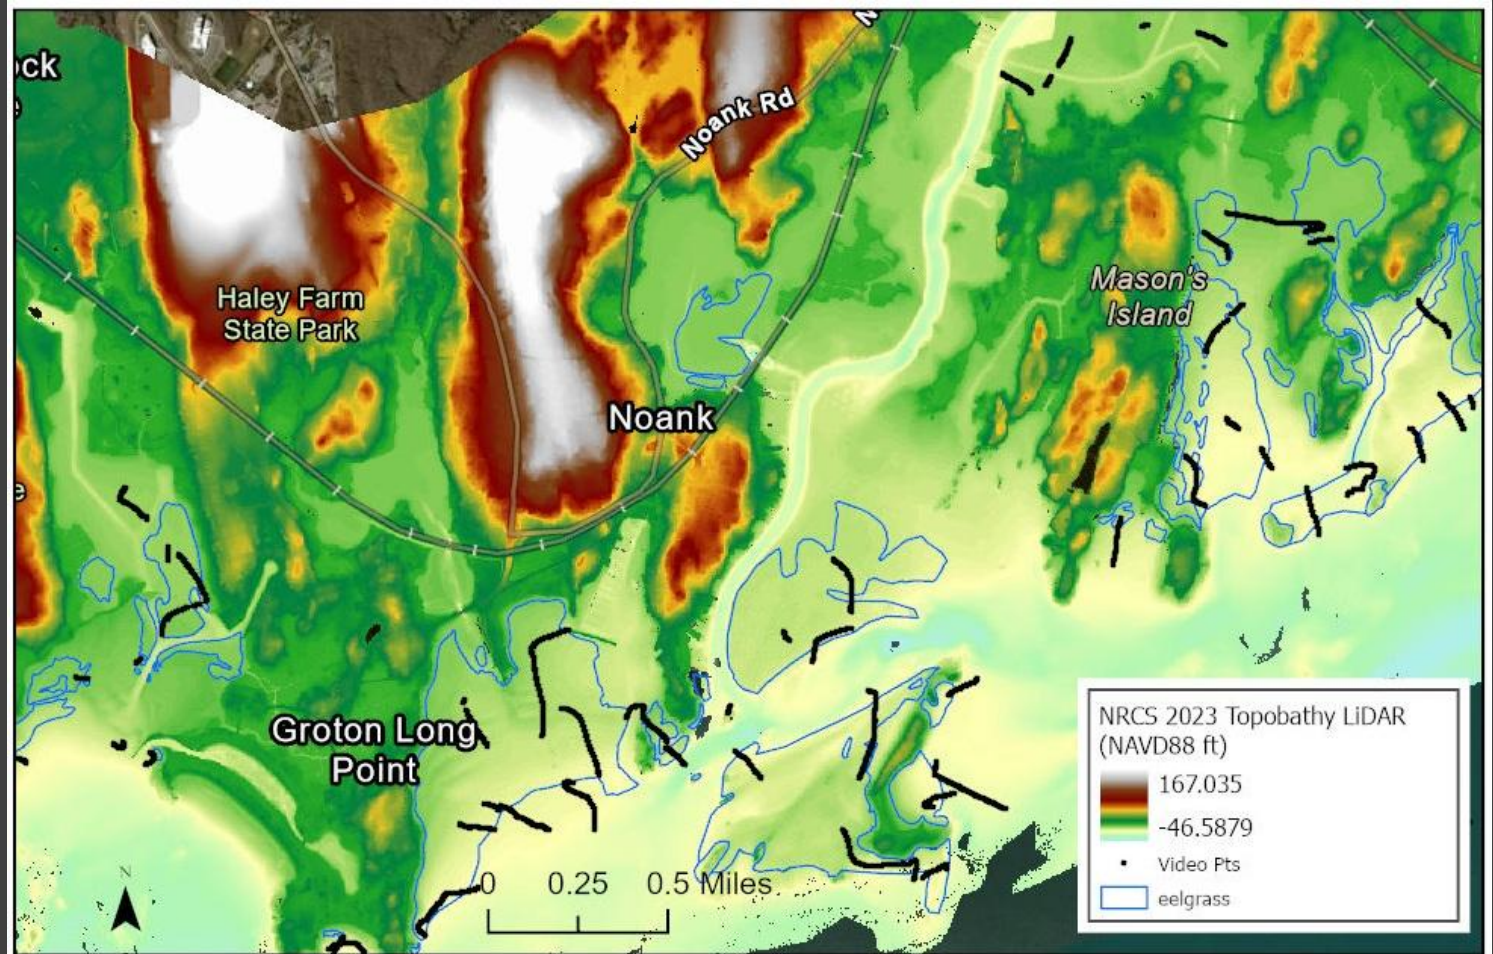 ock
e
N
Noank Rd
Haley Farm
State Park
Mason's
Island
Noank
e
Groton Long
Point
N
0 0.25 0.5 Miles
NRCS 2023 Topobathy LiDAR
(NAVD88 ft)
167.035
-46.5879
Video Pts
eelgrass